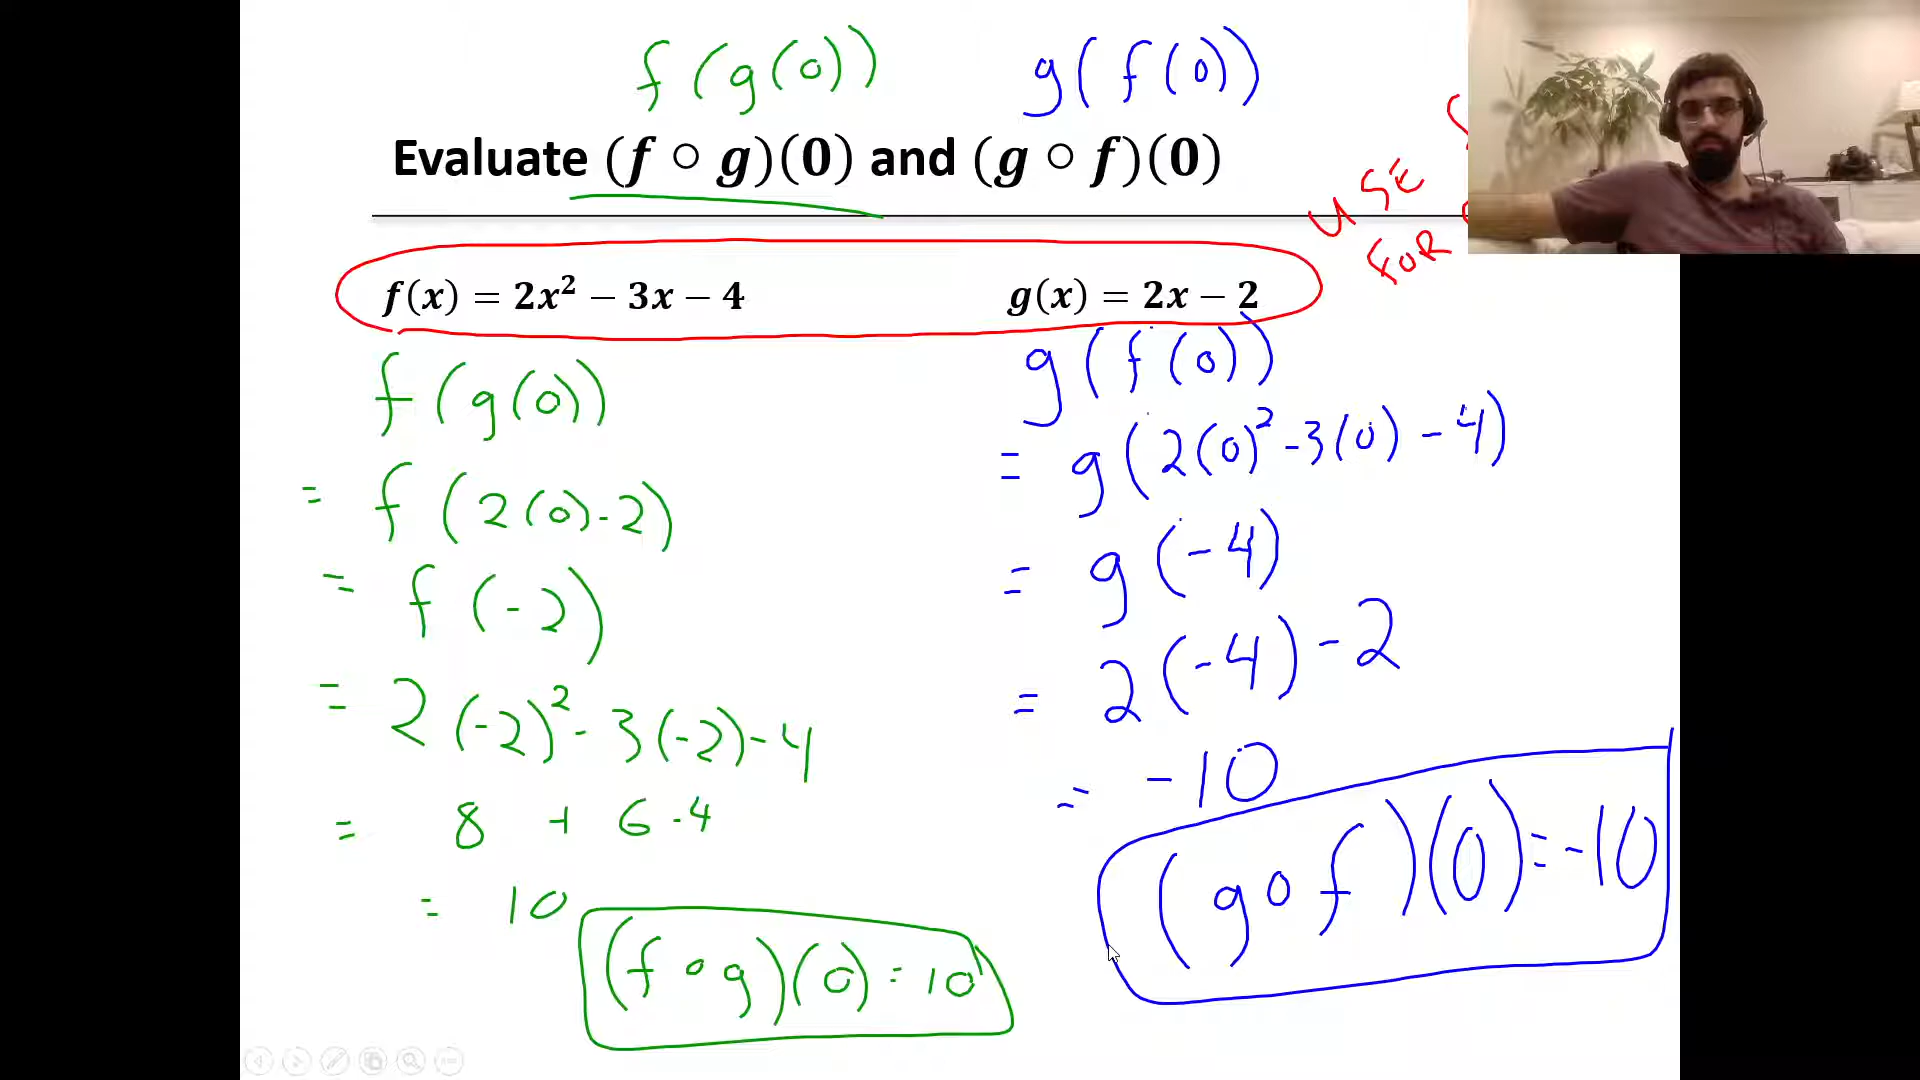 f(g(0)) g(f(0))
Evaluate (f ∘ g)(0) and (g ∘ f)(0)
USE
FOR
f(x) = 2x² − 3x − 4 g(x) = 2x − 2
f(g(0))
= f(2(0)-2)
= f(-2)
= 2(-2)² - 3(-2) - 4
= 8 + 6 - 4
= 10
(f ∘ g)(0) = 10
g(f(0))
= g(2(0)² - 3(0) - 4)
= g(-4)
= 2(-4) - 2
= -10
(g ∘ f)(0) = -10